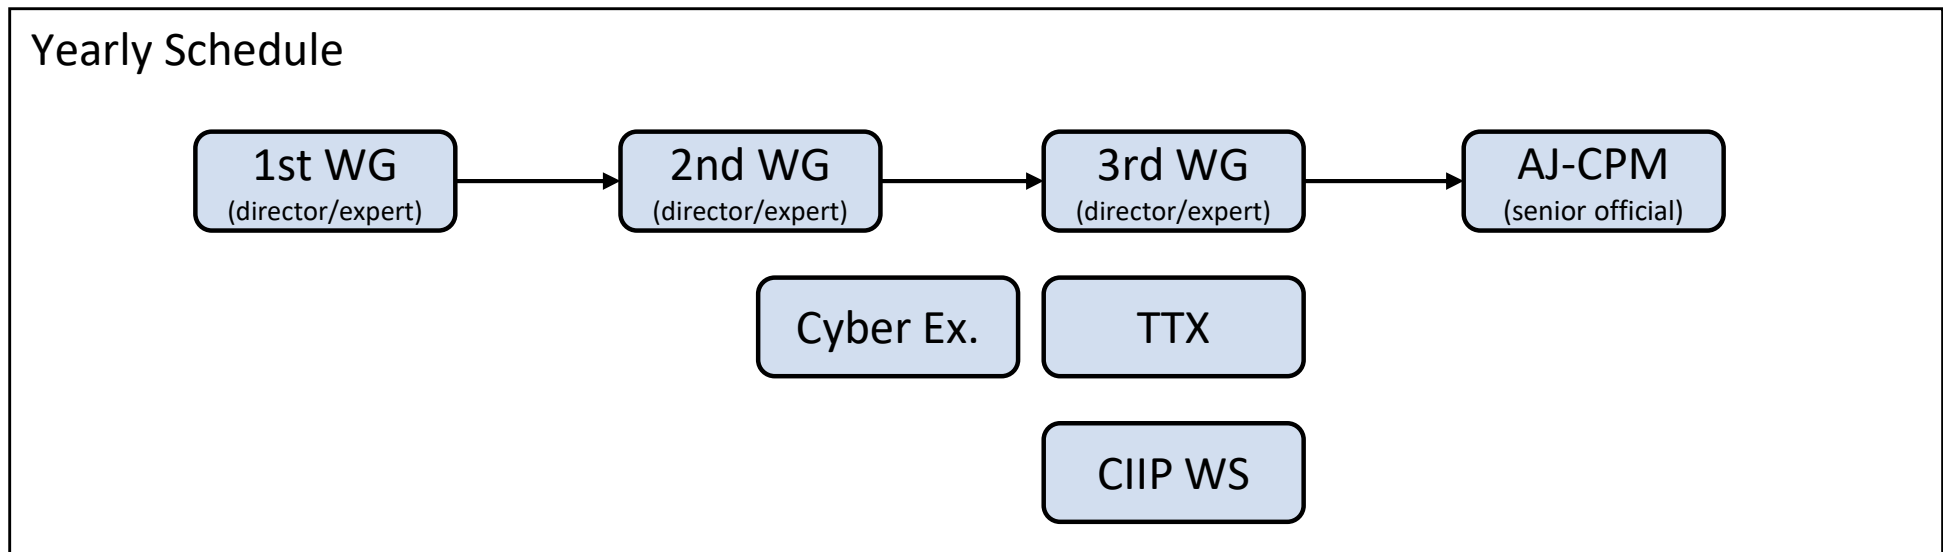 Yearly Schedule
1st WG
(director/expert)
2nd WG
(director/expert)
3rd WG
(director/expert)
AJ-CPM
(senior official)
Cyber Ex.
TTX
CIIP WS